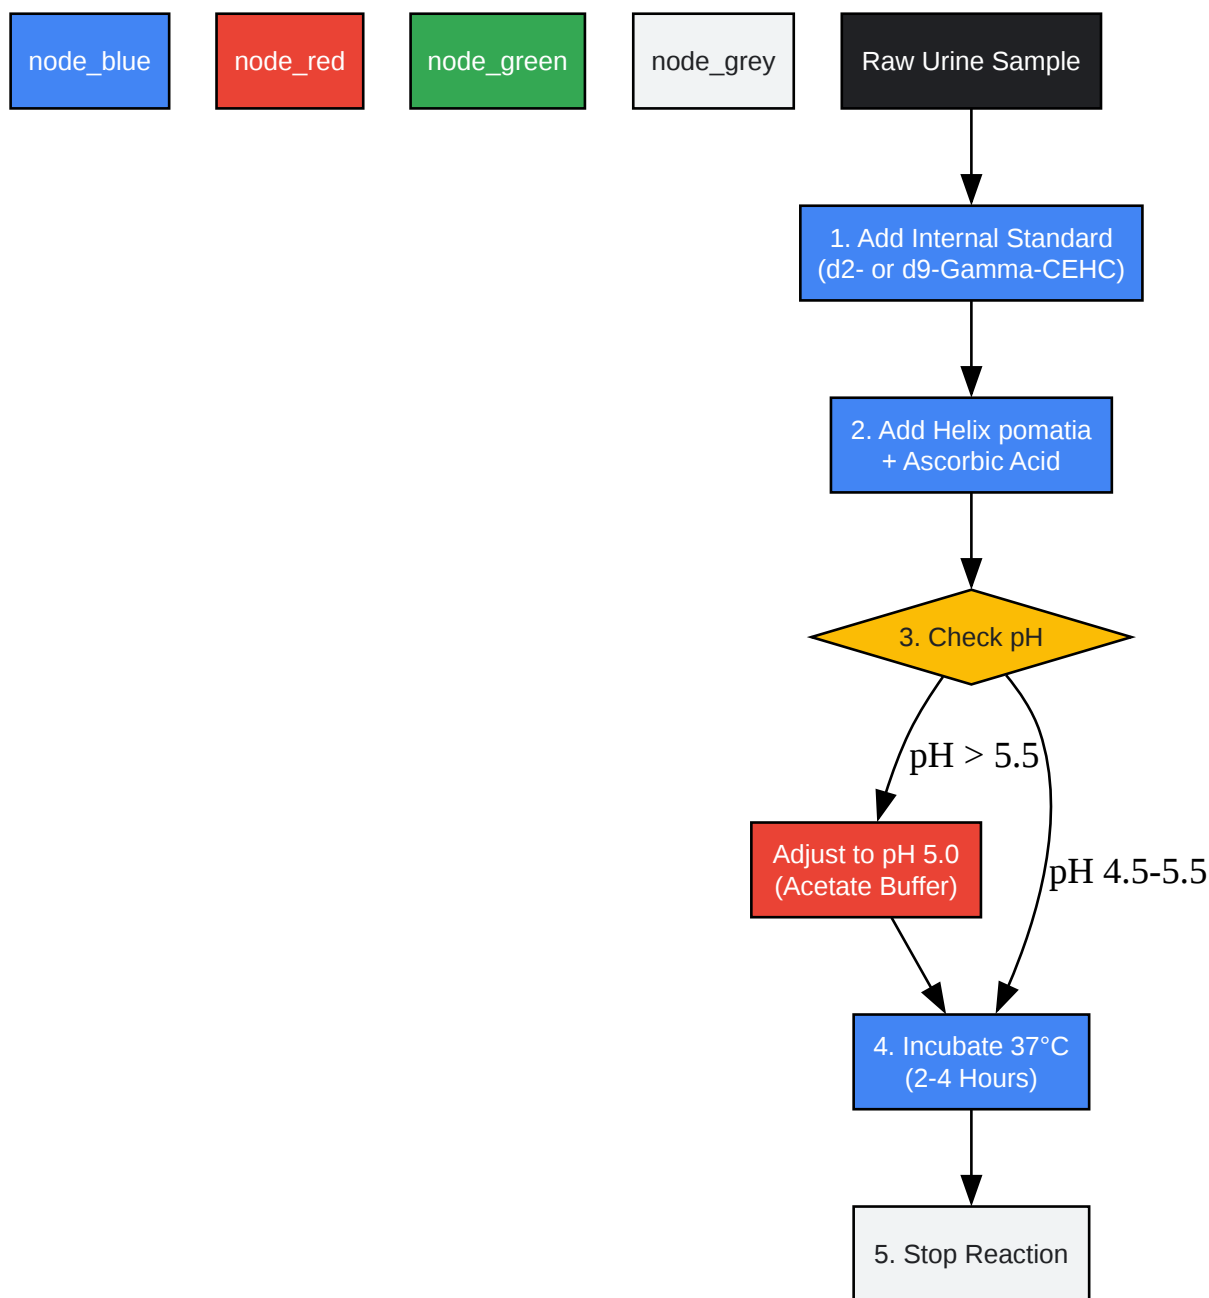 node_blue
node_red
node_green
node_grey
Raw Urine Sample
1. Add Internal Standard
(d2- or d9-Gamma-CEHC)
2. Add Helix pomatia
+ Ascorbic Acid
3. Check pH
pH > 5.5
Adjust to pH 5.0
(Acetate Buffer)
pH 4.5-5.5
4. Incubate 37°C
(2-4 Hours)
5. Stop Reaction